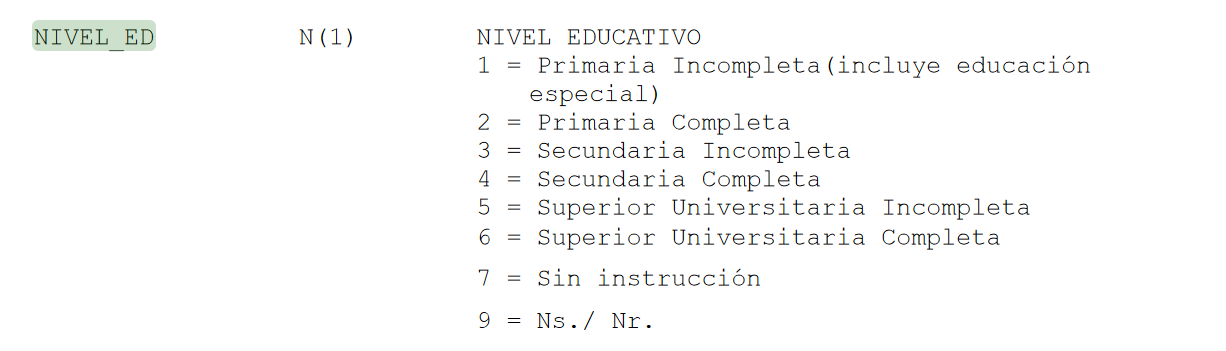 NIVEL_ED N(1) NIVEL EDUCATIVO
1 = Primaria Incompleta(incluye educación
especial)
2 = Primaria Completa
3 = Secundaria Incompleta
4 = Secundaria Completa
5 = Superior Universitaria Incompleta
6 = Superior Universitaria Completa
7 = Sin instrucción
9 = Ns./ Nr.